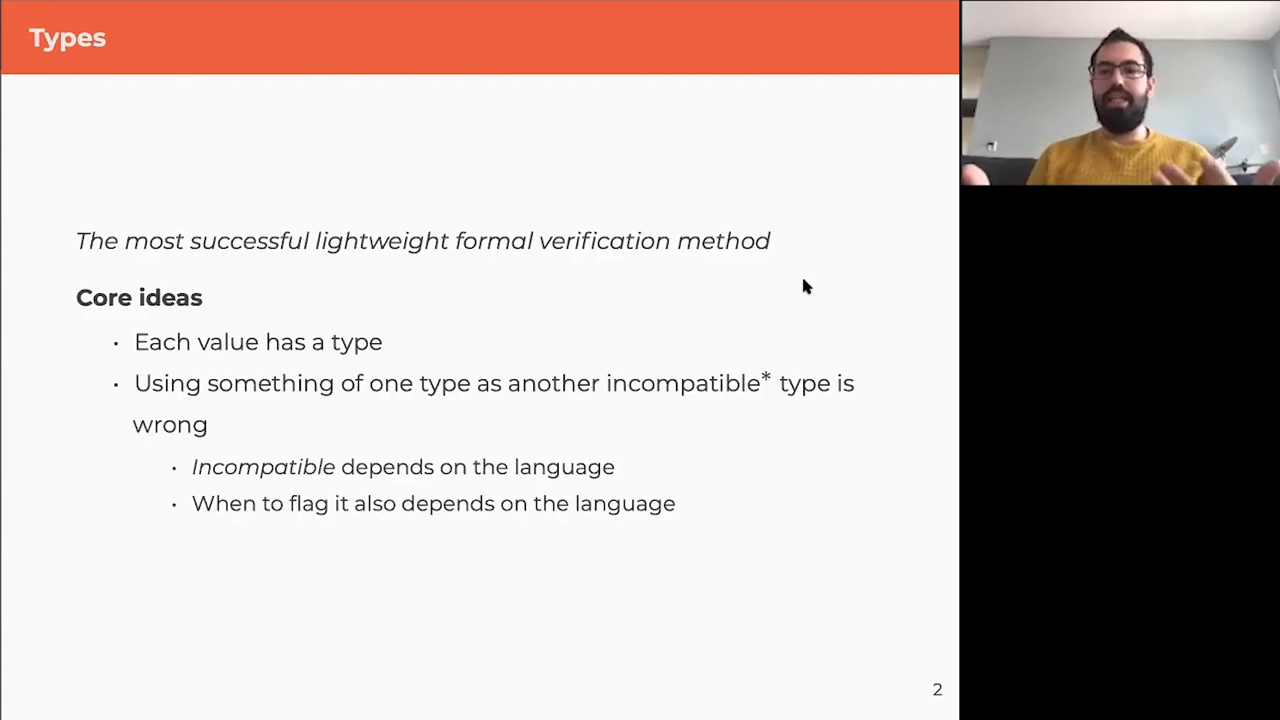 Types
The most successful lightweight formal verification method
Core ideas
· Each value has a type
· Using something of one type as another incompatible* type is
wrong
· Incompatible depends on the language
· When to flag it also depends on the language
2